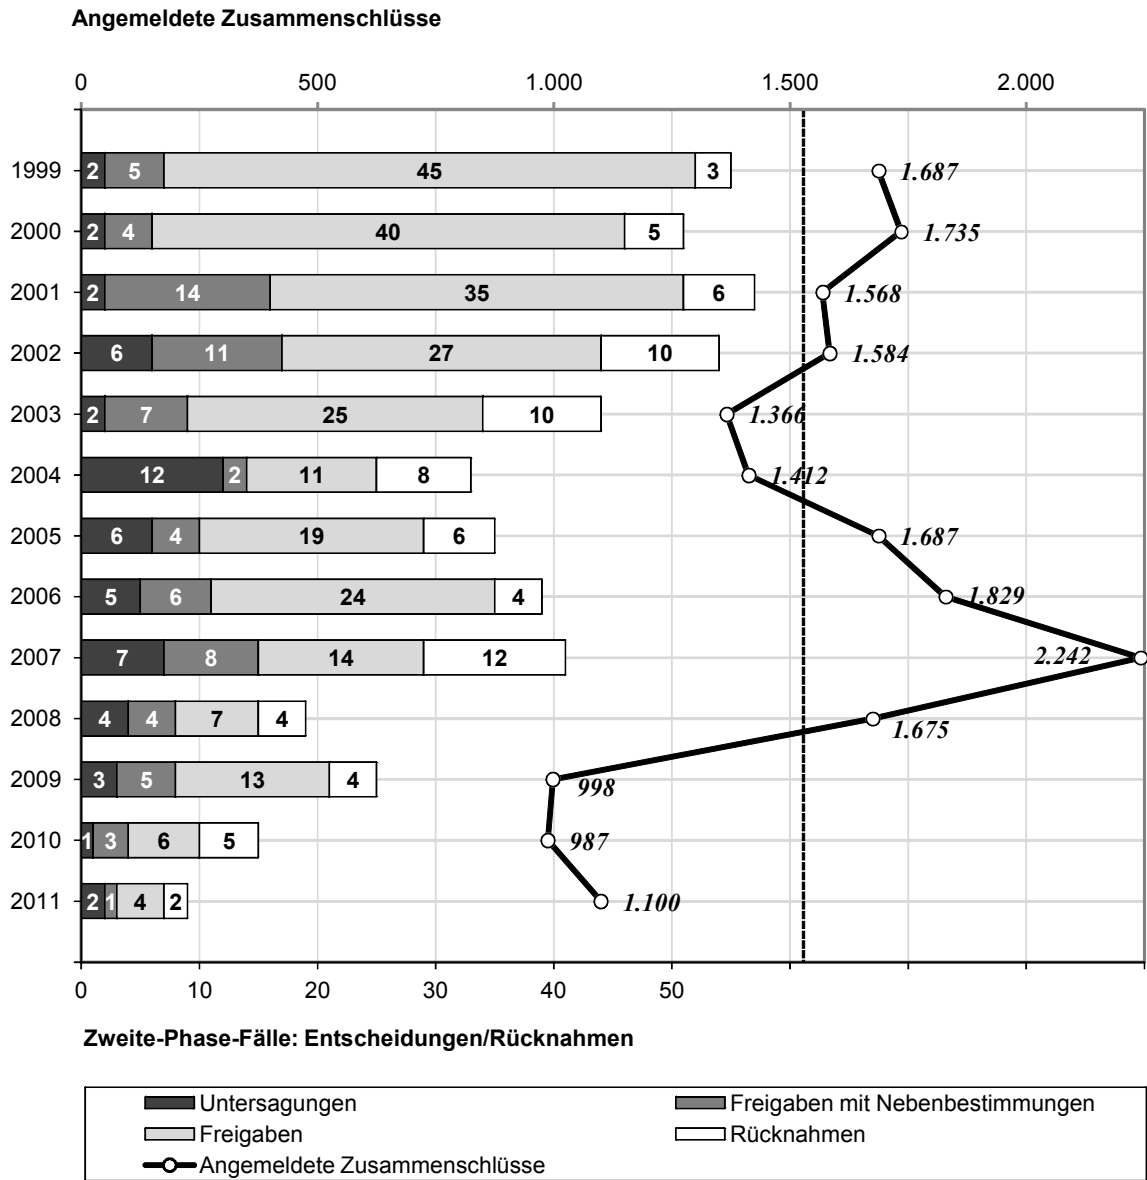 Angemeldete Zusammenschlüsse
0 500 1.000 1.500 2.000
1999 2 5 45 3 1.687
2000 2 4 40 5 1.735
2001 2 14 35 6 1.568
2002 6 11 27 10 1.584
2003 2 7 25 10 1.366
2004 12 2 11 8 1.412
2005 6 4 19 6 1.687
2006 5 6 24 4 1.829
2007 7 8 14 12 2.242
2008 4 4 7 4 1.675
2009 3 5 13 4 998
2010 1 3 6 5 987
2011 2 1 4 2 1.100
0 10 20 30 40 50
Zweite-Phase-Fälle: Entscheidungen/Rücknahmen
Untersagungen Freigaben mit Nebenbestimmungen
Freigaben Rücknahmen
Angemeldete Zusammenschlüsse